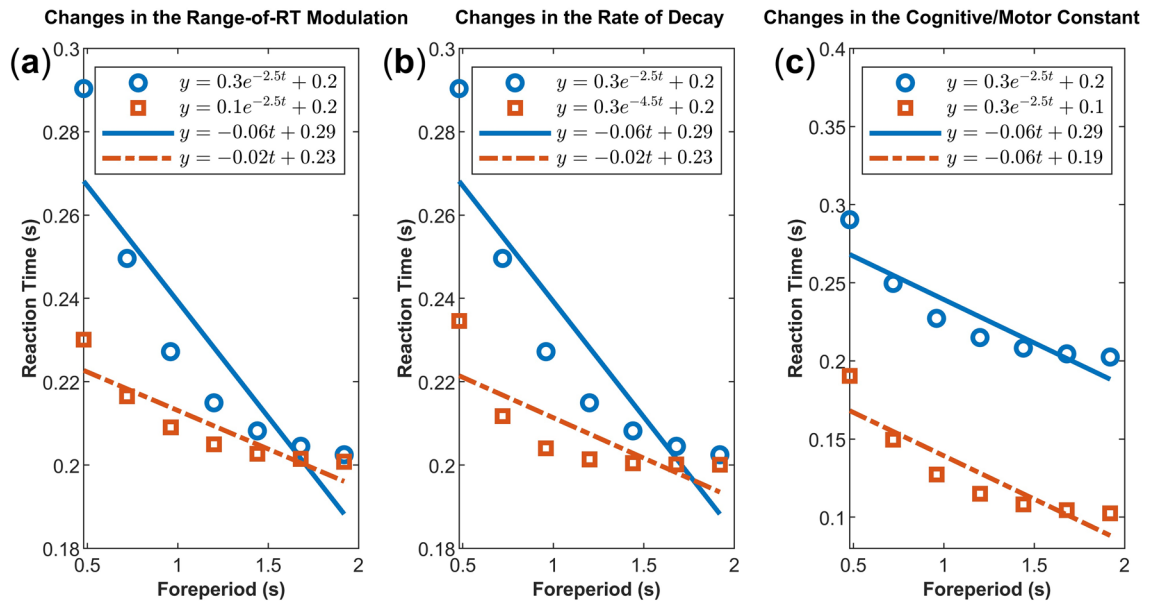 Changes in the Range-of-RT Modulation
(a)
0.3
0.28
0.26
0.24
0.22
0.2
0.18
Reaction Time (s)
y = 0.3e^{-2.5t} + 0.2
y = 0.1e^{-2.5t} + 0.2
y = −0.06t + 0.29
y = −0.02t + 0.23
0.5 1 1.5 2
Foreperiod (s)
Changes in the Rate of Decay
(b)
0.3
0.28
0.26
0.24
0.22
0.2
0.18
Reaction Time (s)
y = 0.3e^{-2.5t} + 0.2
y = 0.3e^{-4.5t} + 0.2
y = −0.06t + 0.29
y = −0.02t + 0.23
0.5 1 1.5 2
Foreperiod (s)
Changes in the Cognitive/Motor Constant
(c)
0.4
0.35
0.3
0.25
0.2
0.15
0.1
Reaction Time (s)
y = 0.3e^{-2.5t} + 0.2
y = 0.3e^{-2.5t} + 0.1
y = −0.06t + 0.29
y = −0.06t + 0.19
0.5 1 1.5 2
Foreperiod (s)